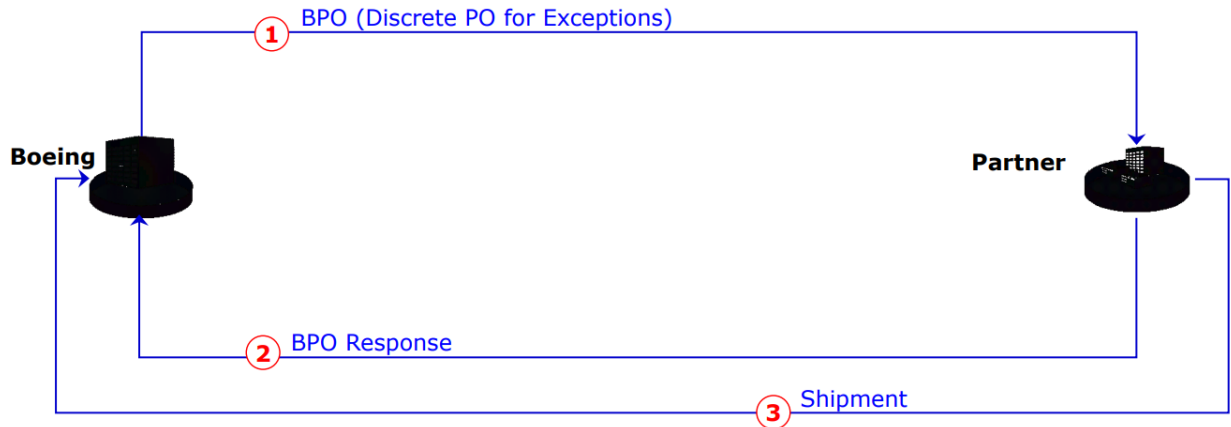 BPO (Discrete PO for Exceptions)
1
Boeing
Partner
BPO Response
2
Shipment
3